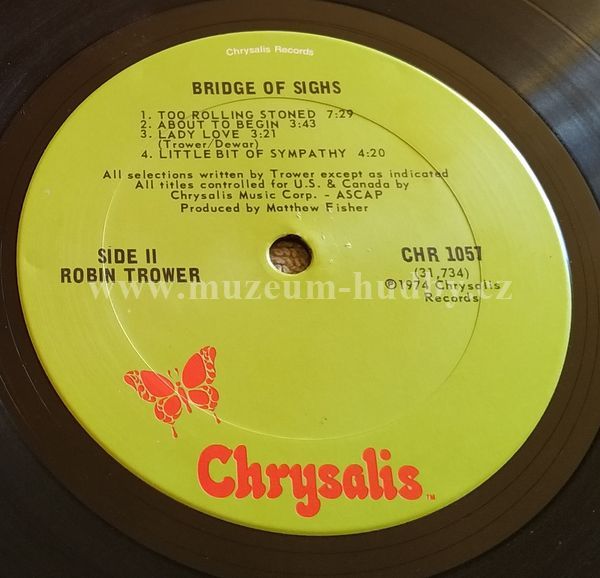 Chrysalis Records
BRIDGE OF SIGHS
1. TOO ROLLING STONED 7:29
2. ABOUT TO BEGIN 3:43
3. LADY LOVE 3:21
(Trower/Dewar)
4. LITTLE BIT OF SYMPATHY 4:20
All selections written by Trower except as indicated
All titles controlled for U.S. & Canada by
Chrysalis Music Corp. - ASCAP
Produced by Matthew Fisher
SIDE II
ROBIN TROWER
CHR 1057
(31,734)
©1974 Chrysalis
Records
www.muzeum-hudby.cz
Chrysalis TM